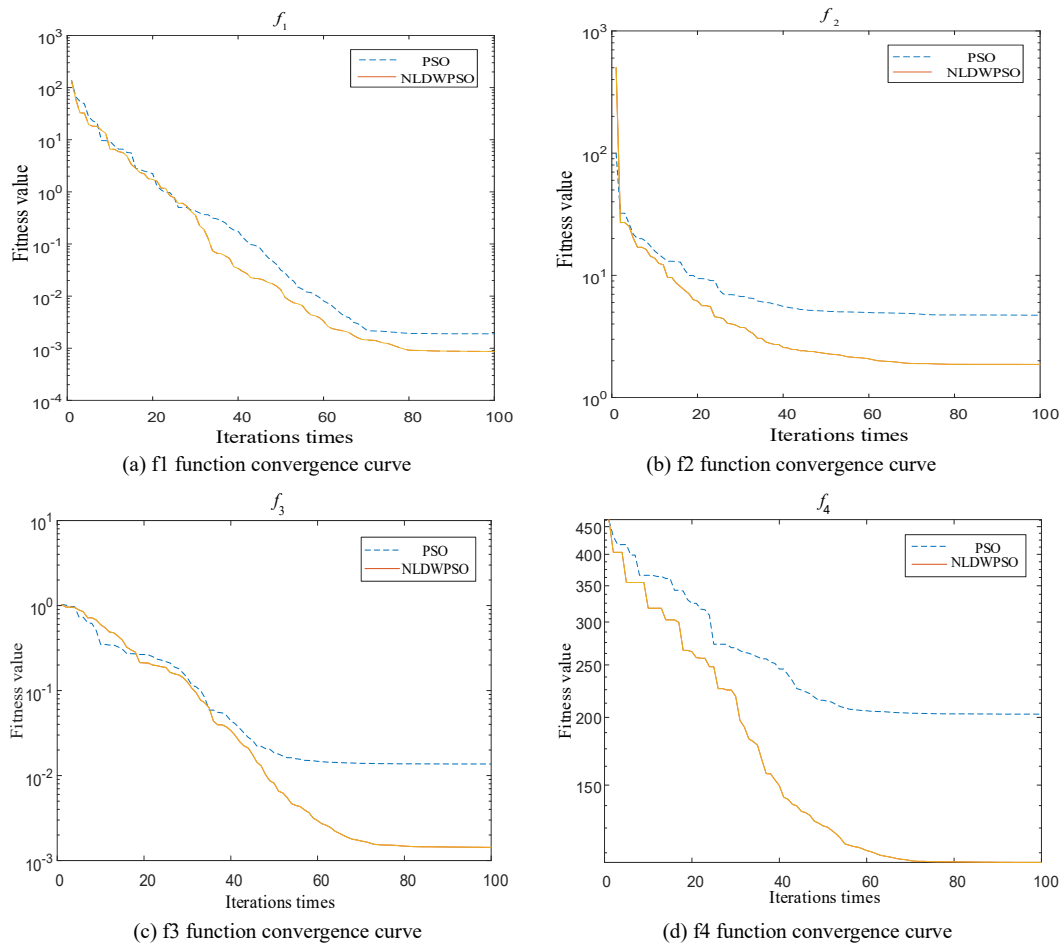 f1
10^3
10^2
10^1
10^0
10^-1
10^-2
10^-3
10^-4
Fitness value
PSO
NLDWPSO
0 20 40 60 80 100
Iterations times
(a) f1 function convergence curve
f2
10^3
10^2
10^1
10^0
Fitness value
PSO
NLDWPSO
0 20 40 60 80 100
Iterations times
(b) f2 function convergence curve
f3
10^1
10^0
10^-1
10^-2
10^-3
Fitness value
PSO
NLDWPSO
0 20 40 60 80 100
Iterations times
(c) f3 function convergence curve
f4
450
400
350
300
250
200
150
Fitness value
PSO
NLDWPSO
0 20 40 60 80 100
Iterations times
(d) f4 function convergence curve